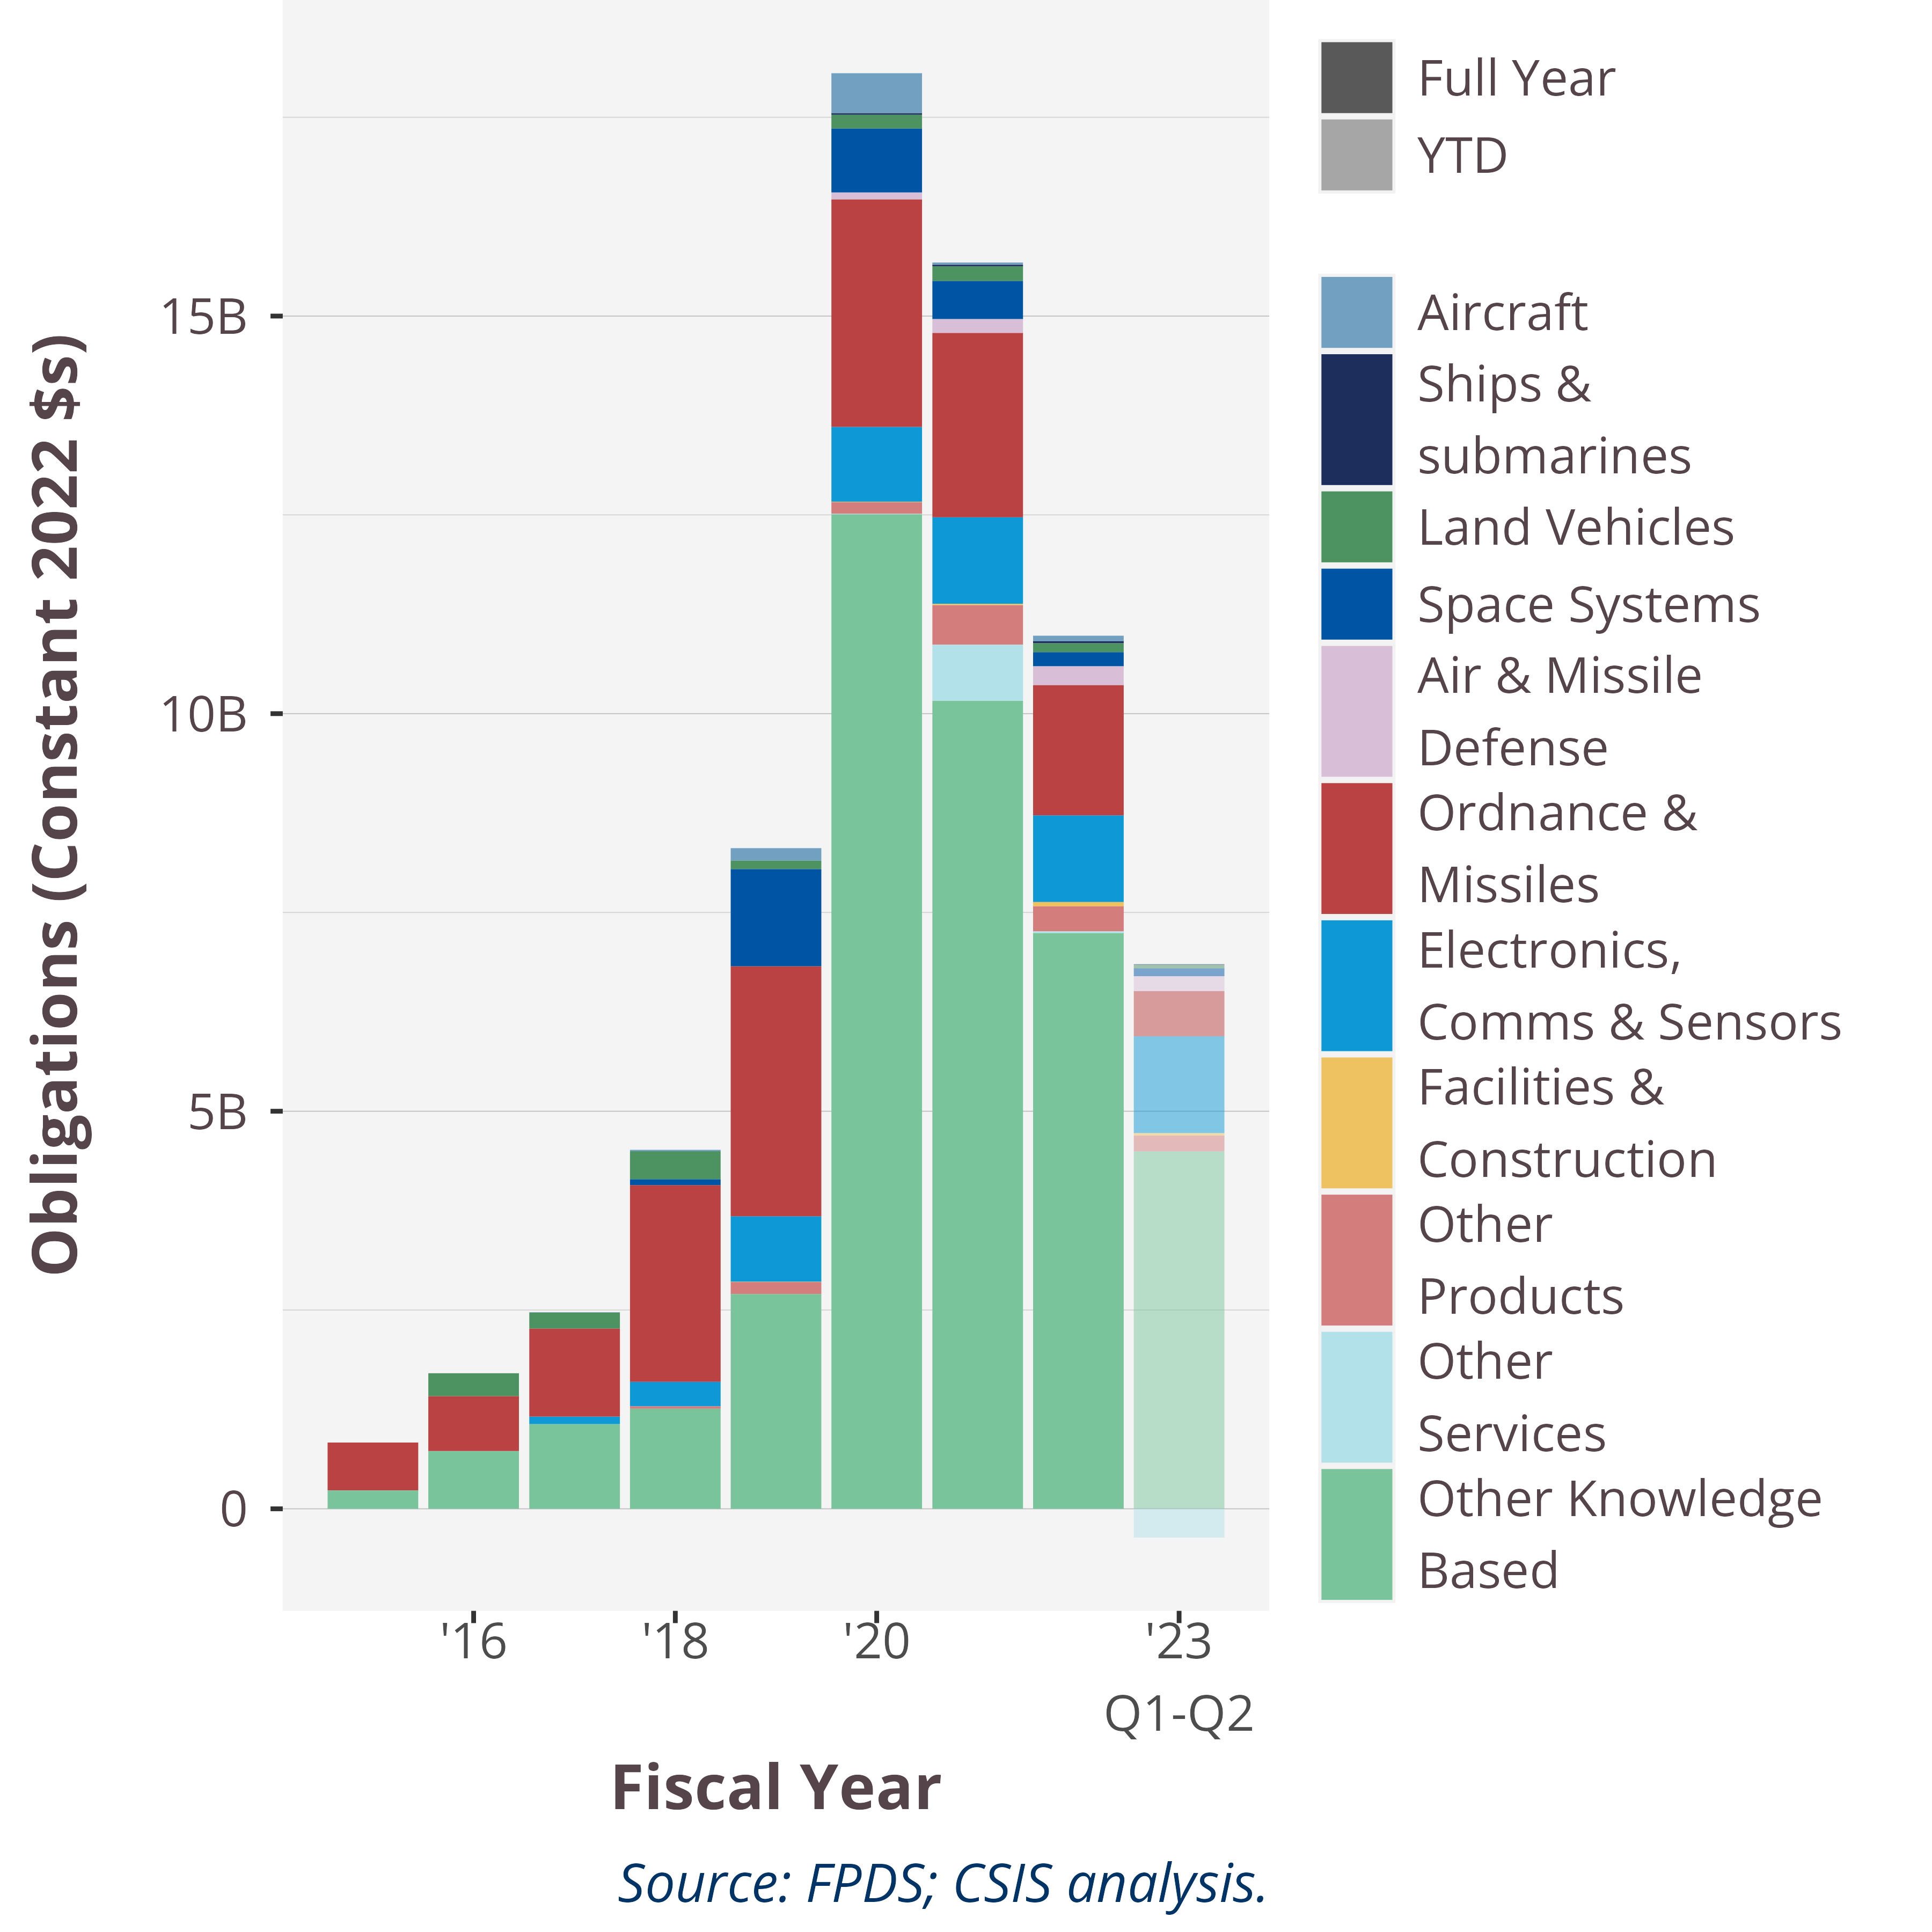 Obligations (Constant 2022 $s)
15B
10B
5B
0
'16
'18
'20
'23
Q1-Q2
Fiscal Year
Source: FPDS; CSIS analysis.
Full Year
YTD
Aircraft
Ships &
submarines
Land Vehicles
Space Systems
Air & Missile
Defense
Ordnance &
Missiles
Electronics,
Comms & Sensors
Facilities &
Construction
Other
Products
Other
Services
Other Knowledge
Based